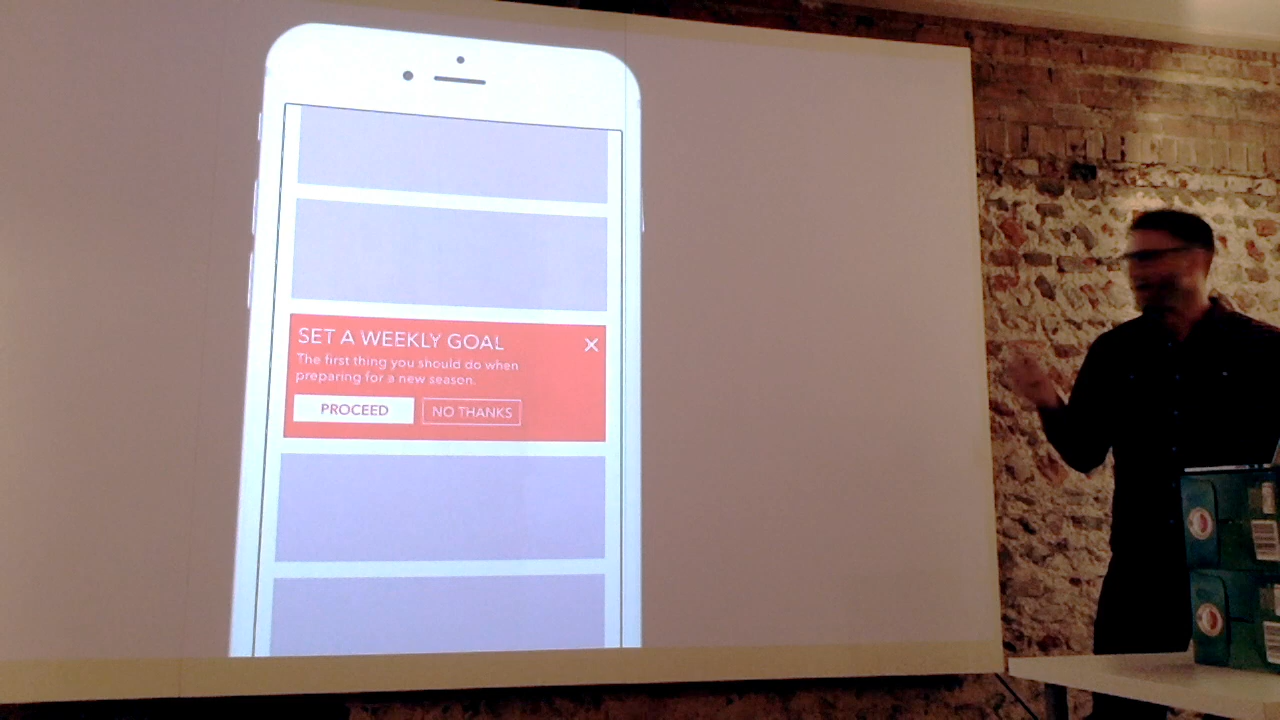 SET A WEEKLY GOAL
The first thing you should do when
preparing for a new season.
PROCEED
NO THANKS